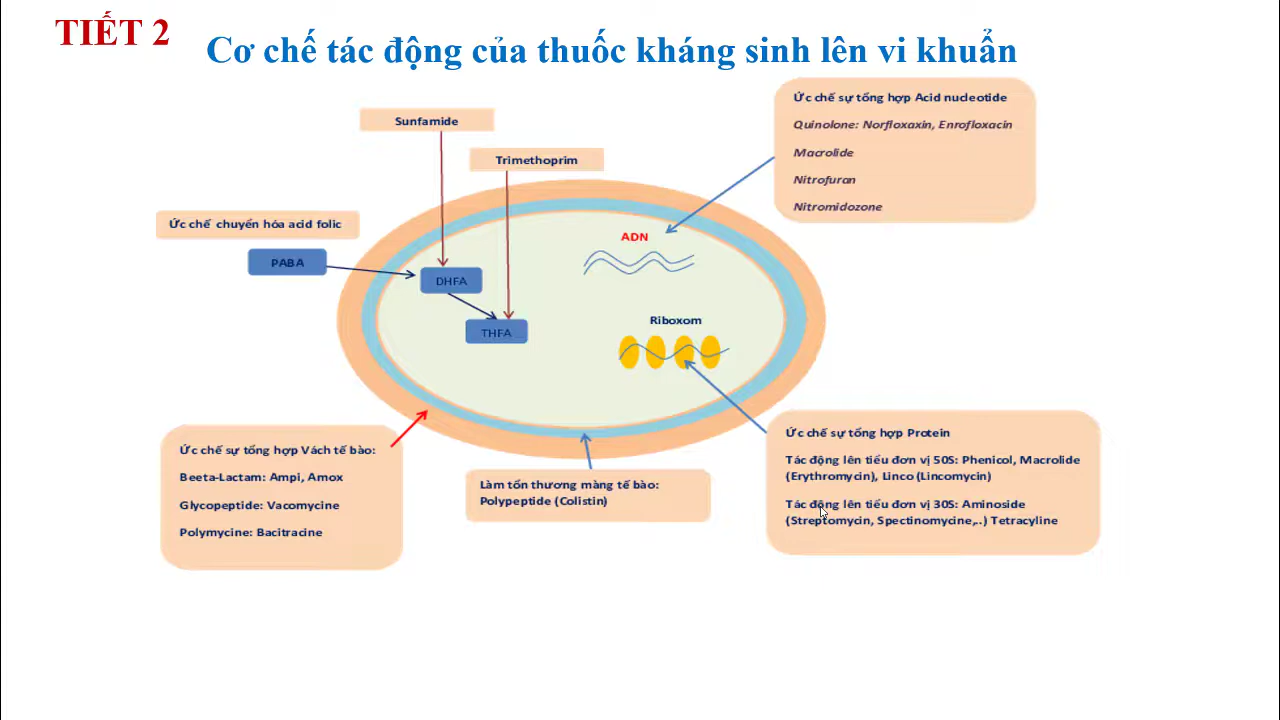 TIẾT 2
Cơ chế tác động của thuốc kháng sinh lên vi khuẩn
Ức chế sự tổng hợp Acid nucleotide
Quinolone: Norfloxaxin, Enrofloxacin
Macrolide
Nitrofuran
Nitromidozone
Sunfamide
Trimethoprim
Ức chế chuyển hóa acid folic
PABA
DHFA
THFA
ADN
Riboxom
Ức chế sự tổng hợp Vách tế bào:
Beeta-Lactam: Ampi, Amox
Glycopeptide: Vacomycine
Polymycine: Bacitracine
Làm tổn thương màng tế bào:
Polypeptide (Colistin)
Ức chế sự tổng hợp Protein
Tác động lên tiểu đơn vị 50S: Phenicol, Macrolide
(Erythromycin), Linco (Lincomycin)
Tác động lên tiểu đơn vị 30S: Aminoside
(Streptomycin, Spectinomycine,..) Tetracyline